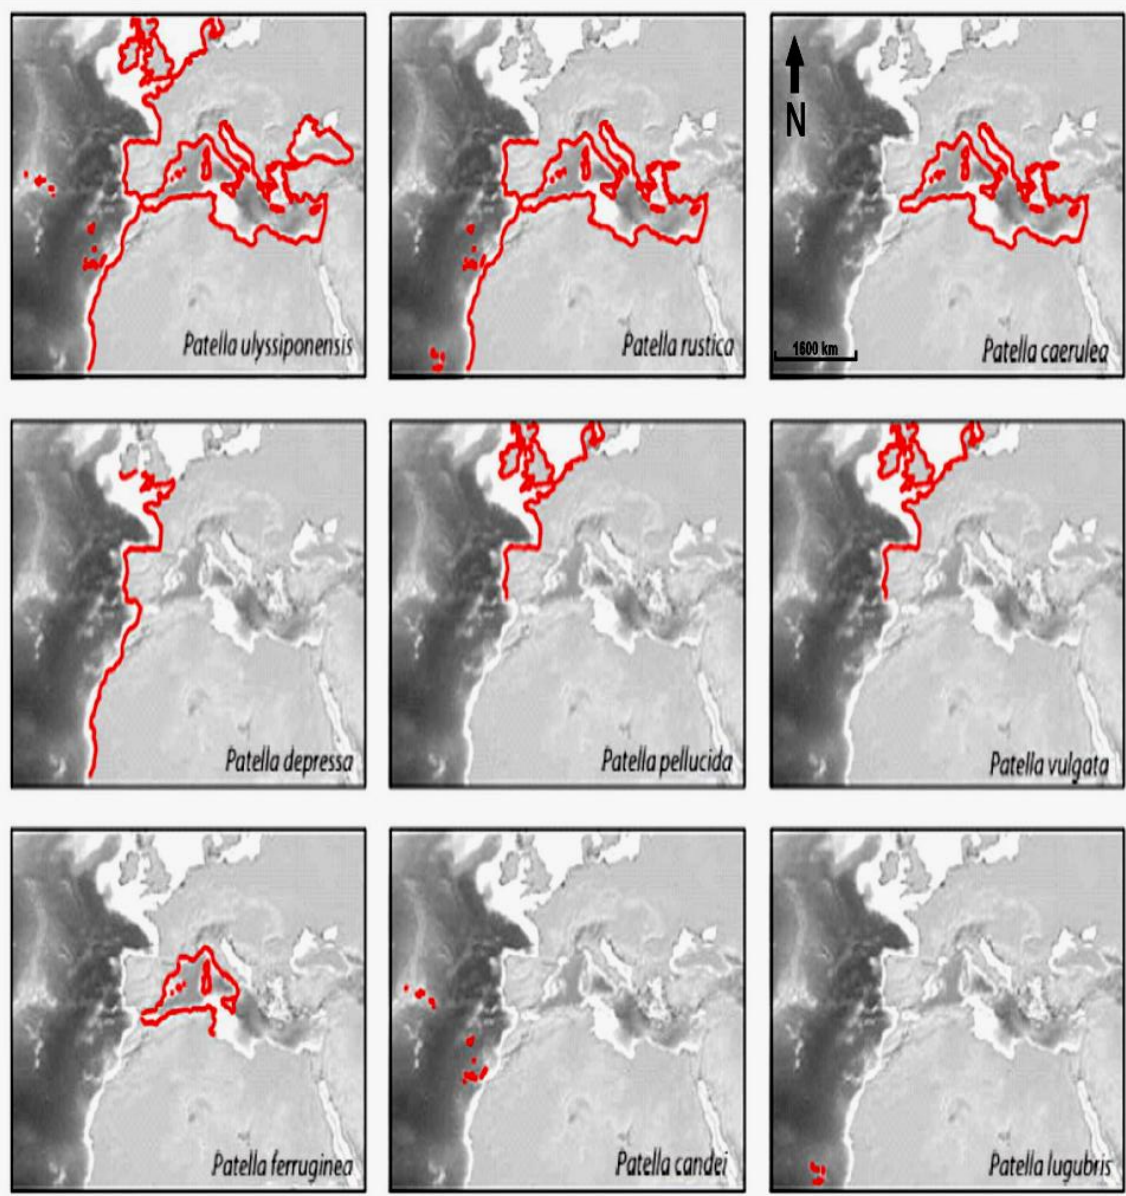 Patella ulyssiponensis
Patella rustica
N
1600 km
Patella caerulea
Patella depressa
Patella pellucida
Patella vulgata
Patella ferruginea
Patella candei
Patella lugubris